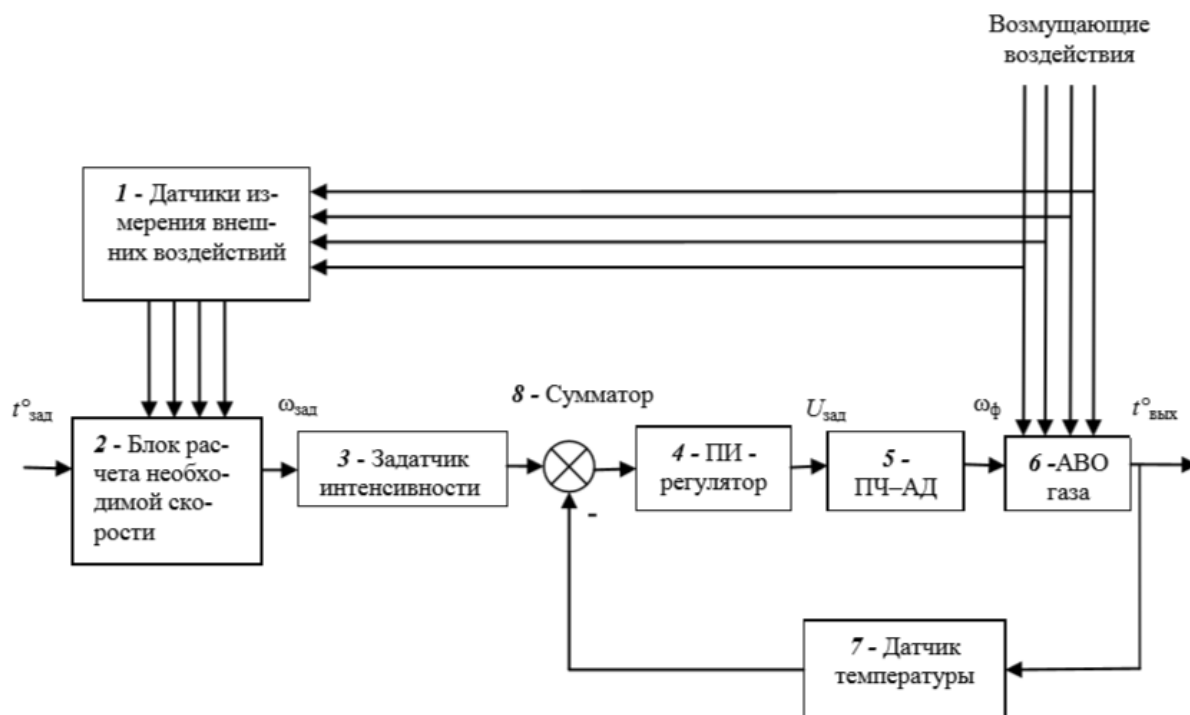 Возмущающие
воздействия
1 - Датчики из-
мерения внеш-
них воздействий
t°зад
ωзад
8 - Сумматор
Uзад
ωф
t°вых
2 - Блок рас-
чета необхо-
димой ско-
рости
3 - Задатчик
интенсивности
4 - ПИ -
регулятор
5 -
ПЧ–АД
6 -АВО
газа
-
7 - Датчик
температуры